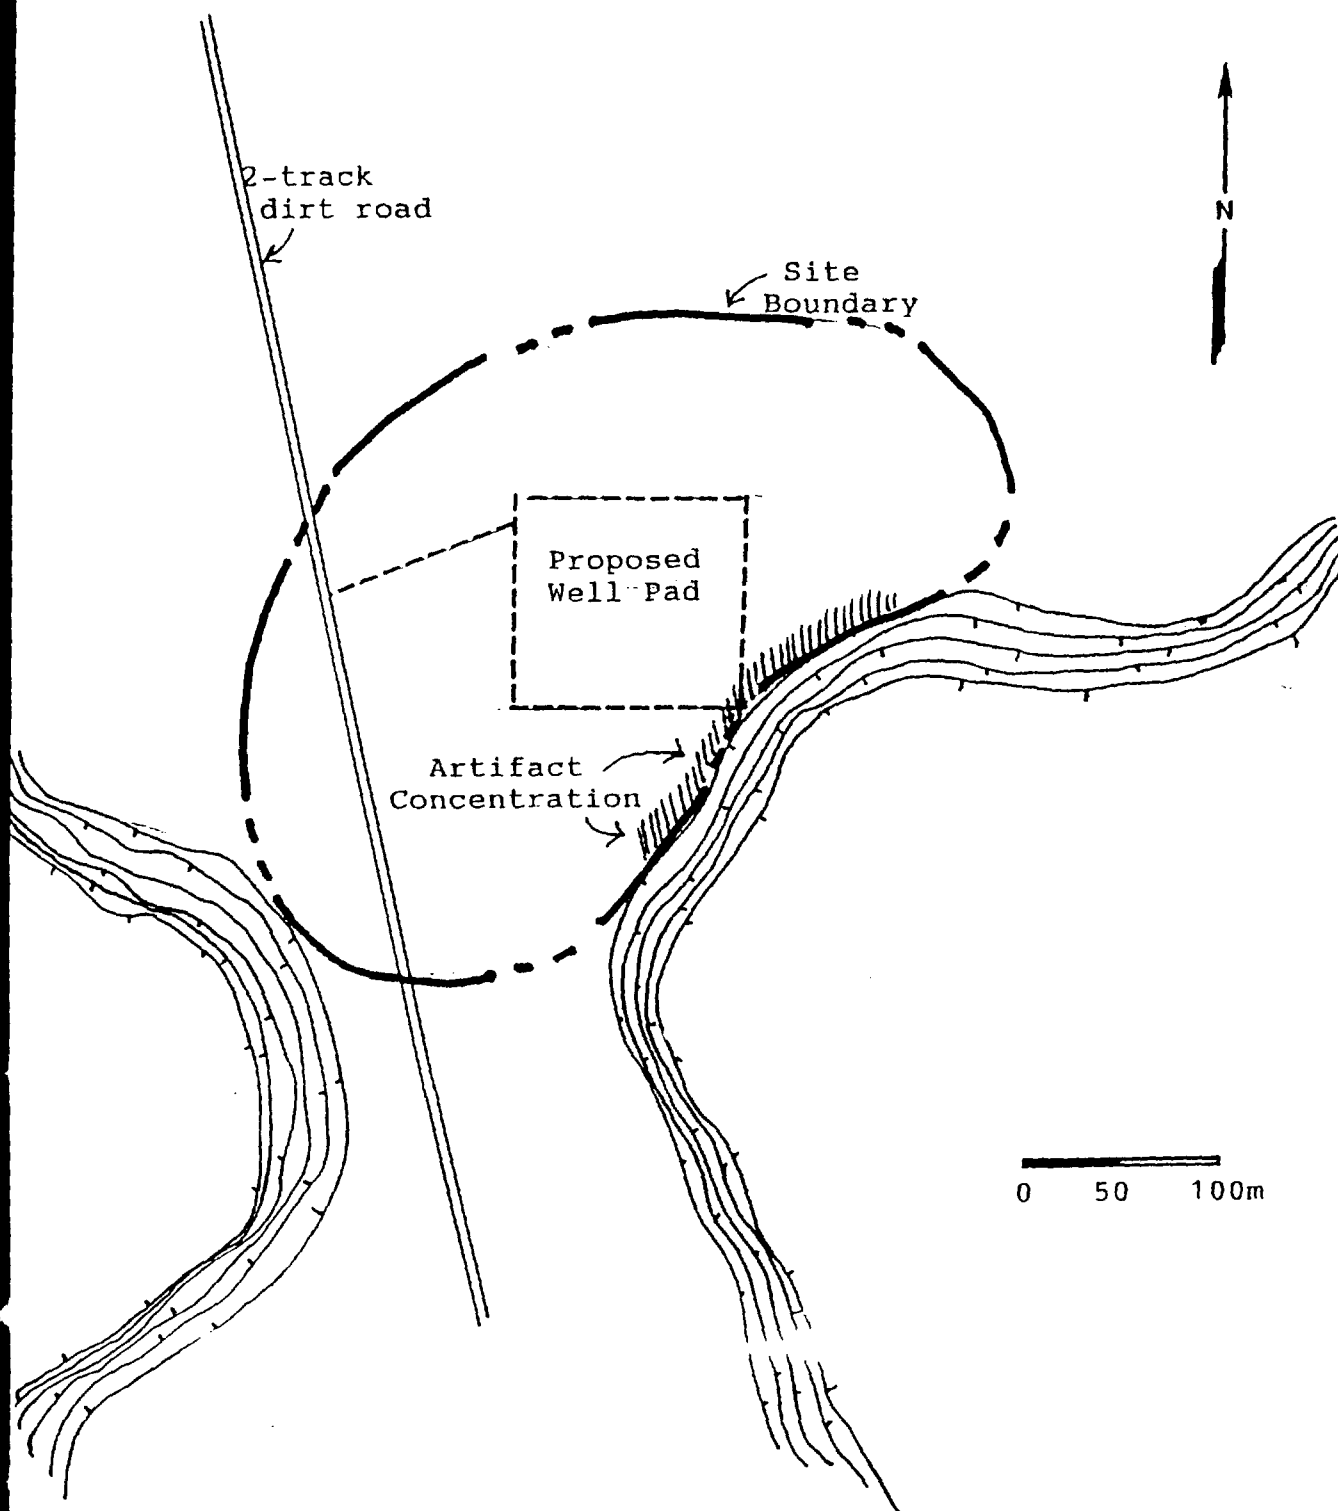 2-track
dirt road
N
Site
Boundary
Proposed
Well Pad
Artifact
Concentration
0 50 100m